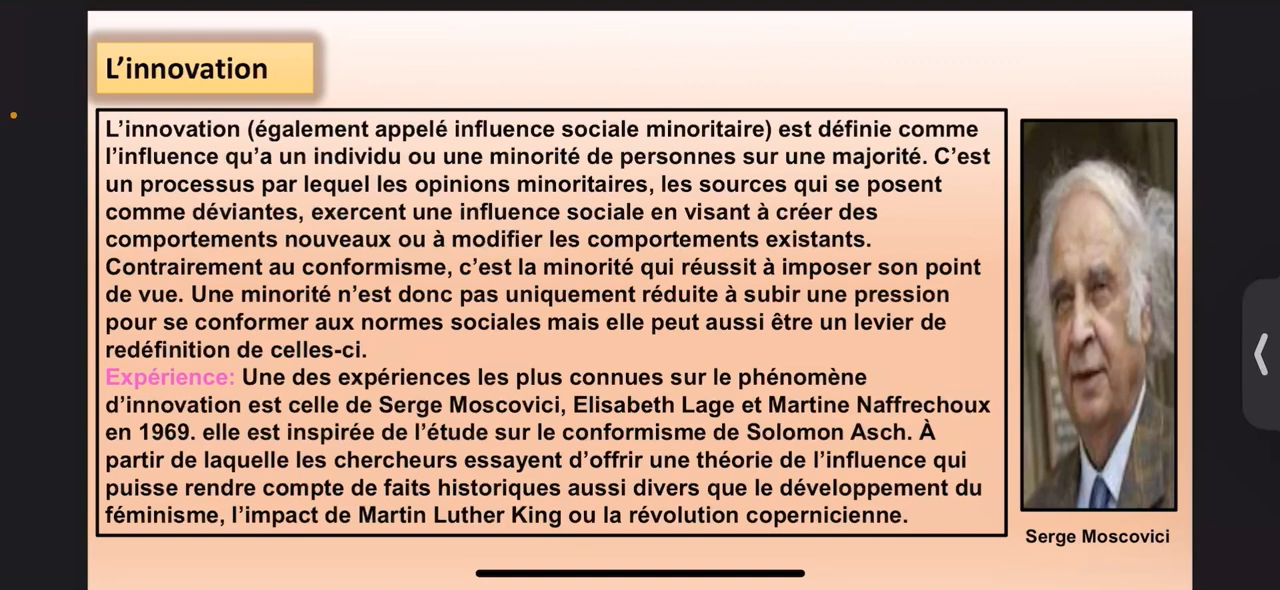 L’innovation
L’innovation (également appelé influence sociale minoritaire) est définie comme
l’influence qu’a un individu ou une minorité de personnes sur une majorité. C’est
un processus par lequel les opinions minoritaires, les sources qui se posent
comme déviantes, exercent une influence sociale en visant à créer des
comportements nouveaux ou à modifier les comportements existants.
Contrairement au conformisme, c’est la minorité qui réussit à imposer son point
de vue. Une minorité n’est donc pas uniquement réduite à subir une pression
pour se conformer aux normes sociales mais elle peut aussi être un levier de
redéfinition de celles-ci.
Expérience: Une des expériences les plus connues sur le phénomène
d’innovation est celle de Serge Moscovici, Elisabeth Lage et Martine Naffrechoux
en 1969. elle est inspirée de l’étude sur le conformisme de Solomon Asch. À
partir de laquelle les chercheurs essayent d’offrir une théorie de l’influence qui
puisse rendre compte de faits historiques aussi divers que le développement du
féminisme, l’impact de Martin Luther King ou la révolution copernicienne.
Serge Moscovici